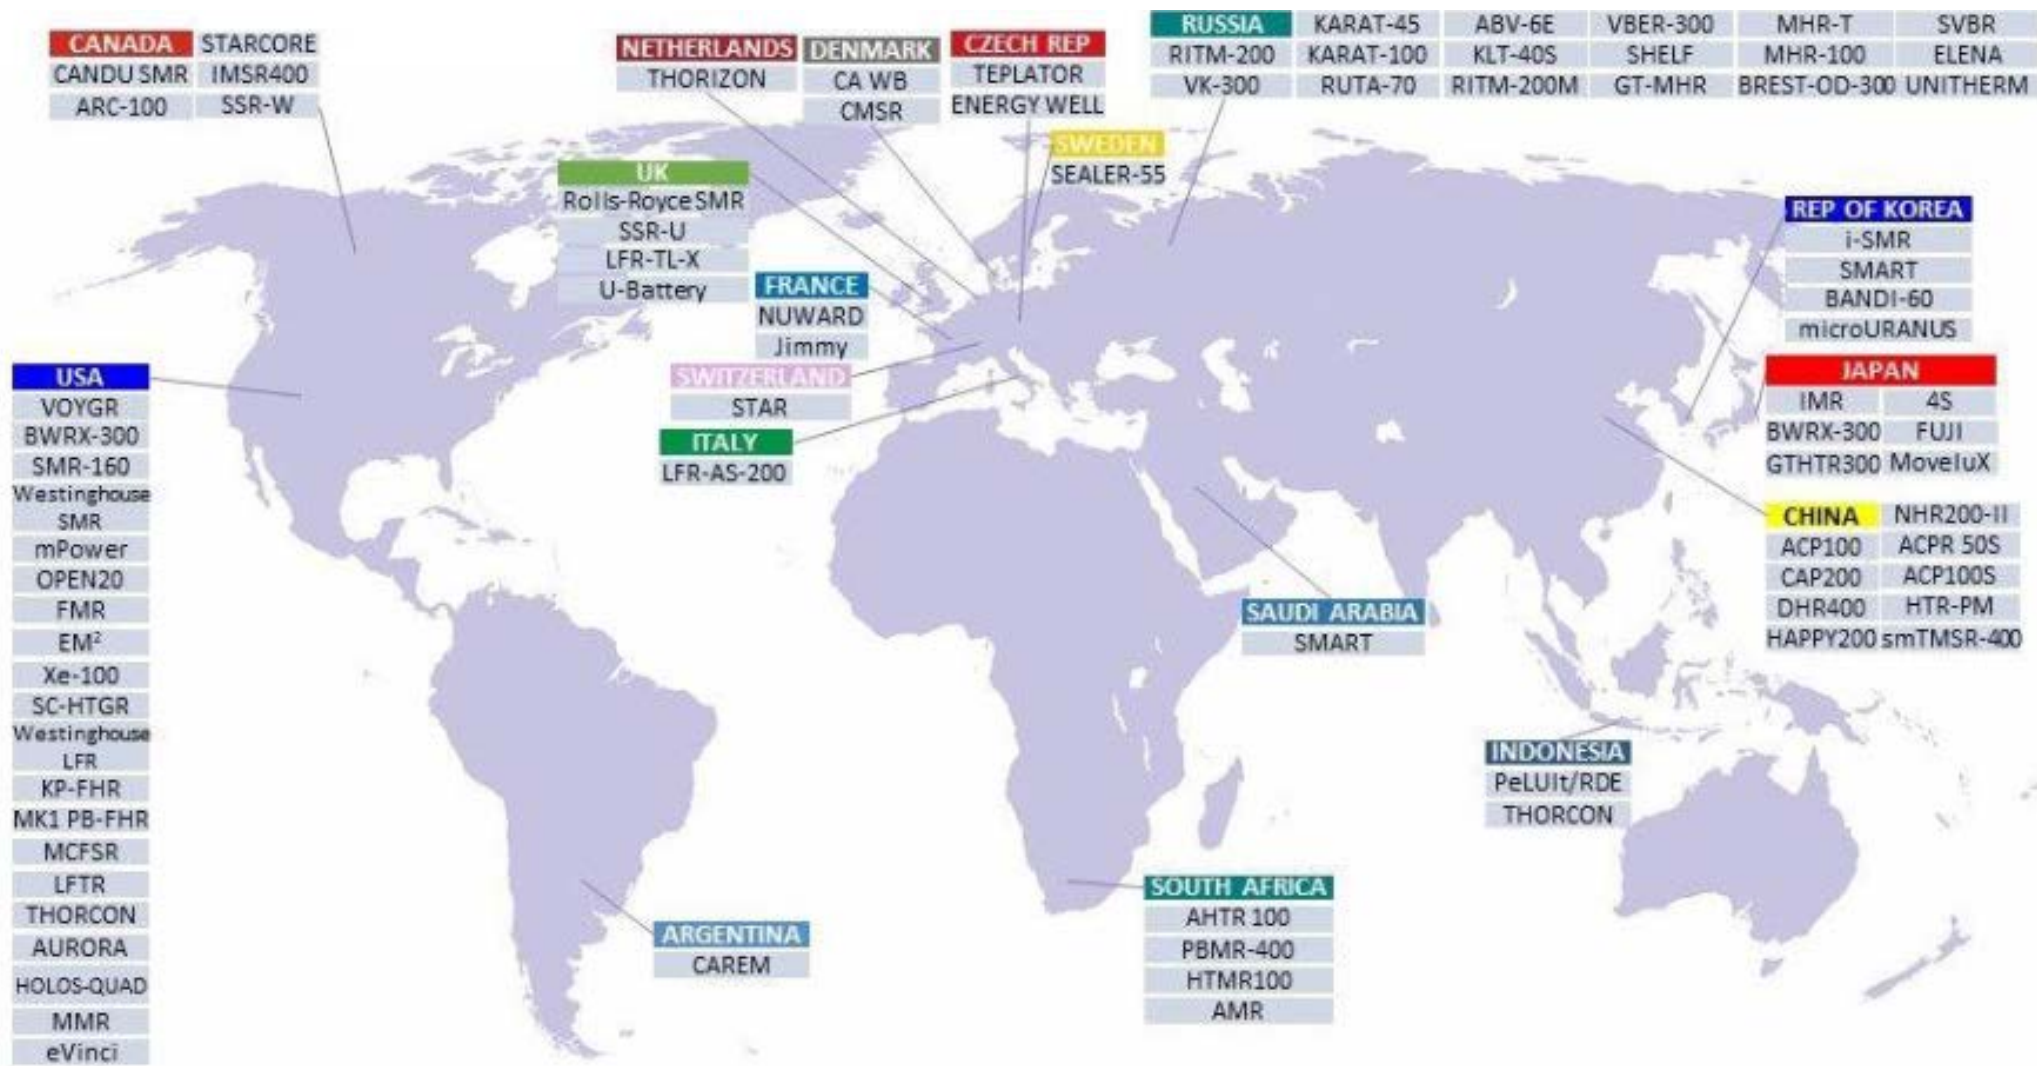 CANADA STARCORE
CANDU SMR IMSR400
ARC-100 SSR-W
NETHERLANDS
THORIZON
DENMARK
CA WB
CMSR
CZECH REP
TEPLATOR
ENERGY WELL
RUSSIA KARAT-45 ABV-6E VBER-300 MHR-T SVBR
RITM-200 KARAT-100 KLT-40S SHELF MHR-100 ELENA
VK-300 RUTA-70 RITM-200M GT-MHR BREST-OD-300 UNITHERM
SWEDEN
SEALER-55
UK
Rolls-Royce SMR
SSR-U
LFR-TL-X
U-Battery
FRANCE
NUWARD
Jimmy
SWITZERLAND
STAR
ITALY
LFR-AS-200
REP OF KOREA
i-SMR
SMART
BANDI-60
microURANUS
JAPAN
IMR 4S
BWRX-300 FUJI
GTHTR300 MoveluX
CHINA NHR200-II
ACP100 ACPR 50S
CAP200 ACP100S
DHR400 HTR-PM
HAPPY200 smTMSR-400
USA
VOYGR
BWRX-300
SMR-160
Westinghouse
SMR
mPower
OPEN20
FMR
EM²
Xe-100
SC-HTGR
Westinghouse
LFR
KP-FHR
MK1 PB-FHR
MCFSR
LFTR
THORCON
AURORA
HOLOS-QUAD
MMR
eVinci
SAUDI ARABIA
SMART
INDONESIA
PeLUIt/RDE
THORCON
SOUTH AFRICA
AHTR 100
PBMR-400
HTMR100
AMR
ARGENTINA
CAREM